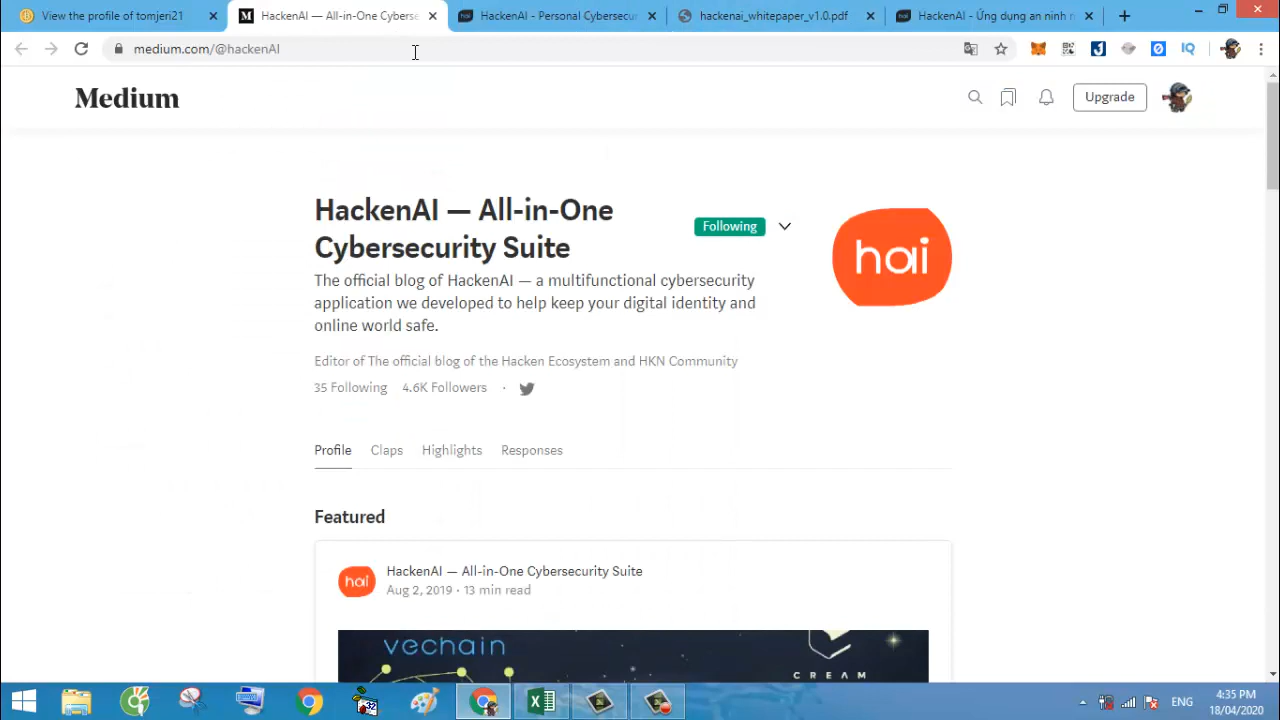 View the profile of tomjeri21
HackenAI — All-in-One Cyberse
HackenAI - Personal Cybersecur
hackenai_whitepaper_v1.0.pdf
HackenAI - Ứng dụng an ninh
medium.com/@hackenAI
Medium
Upgrade
HackenAI — All-in-One
Cybersecurity Suite
Following
hai
The official blog of HackenAI — a multifunctional cybersecurity
application we developed to help keep your digital identity and
online world safe.
Editor of The official blog of the Hacken Ecosystem and HKN Community
35 Following 4.6K Followers ·
Profile Claps Highlights Responses
Featured
hai
HackenAI — All-in-One Cybersecurity Suite
Aug 2, 2019 · 13 min read
vechain
CREAM
ENG
4:35 PM
18/04/2020